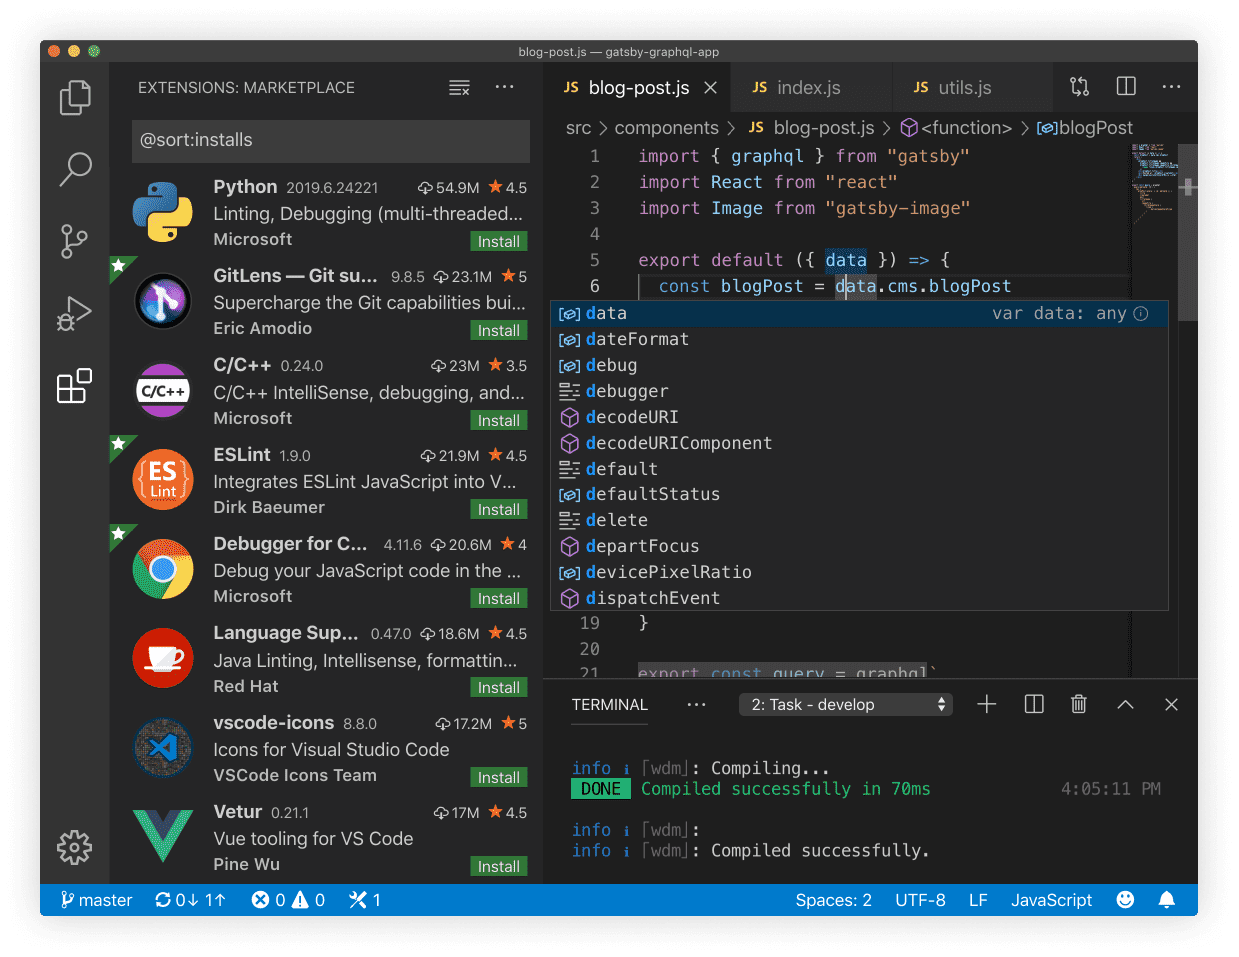 blog-post.js — gatsby-graphql-app
EXTENSIONS: MARKETPLACE
@sort:installs
Python 2019.6.24221 54.9M 4.5
Linting, Debugging (multi-threaded...
Microsoft Install
GitLens — Git su... 9.8.5 23.1M 5
Supercharge the Git capabilities bui...
Eric Amodio Install
C/C++
C/C++ 0.24.0 23M 3.5
C/C++ IntelliSense, debugging, and...
Microsoft Install
ES
Lint
ESLint 1.9.0 21.9M 4.5
Integrates ESLint JavaScript into V...
Dirk Baeumer Install
Debugger for C... 4.11.6 20.6M 4
Debug your JavaScript code in the ...
Microsoft Install
Language Sup... 0.47.0 18.6M 4.5
Java Linting, Intellisense, formattin...
Red Hat Install
vscode-icons 8.8.0 17.2M 5
Icons for Visual Studio Code
VSCode Icons Team Install
Vetur 0.21.1 17M 4.5
Vue tooling for VS Code
Pine Wu Install
JS blog-post.js JS index.js JS utils.js
src > components > JS blog-post.js > <function> > blogPost
1 import { graphql } from "gatsby"
2 import React from "react"
3 import Image from "gatsby-image"
4
5 export default ({ data }) => {
6 const blogPost = data.cms.blogPost
data var data: any
dateFormat
debug
debugger
decodeURI
decodeURIComponent
default
defaultStatus
delete
departFocus
devicePixelRatio
dispatchEvent
19 }
20
21 export const query = graphql`
TERMINAL 2: Task - develop
info i ⌈wdm⌋: Compiling...
DONE Compiled successfully in 70ms 4:05:11 PM
info i ⌈wdm⌋:
info i ⌈wdm⌋: Compiled successfully.
master 0↓ 1↑ 0 0 1 Spaces: 2 UTF-8 LF JavaScript